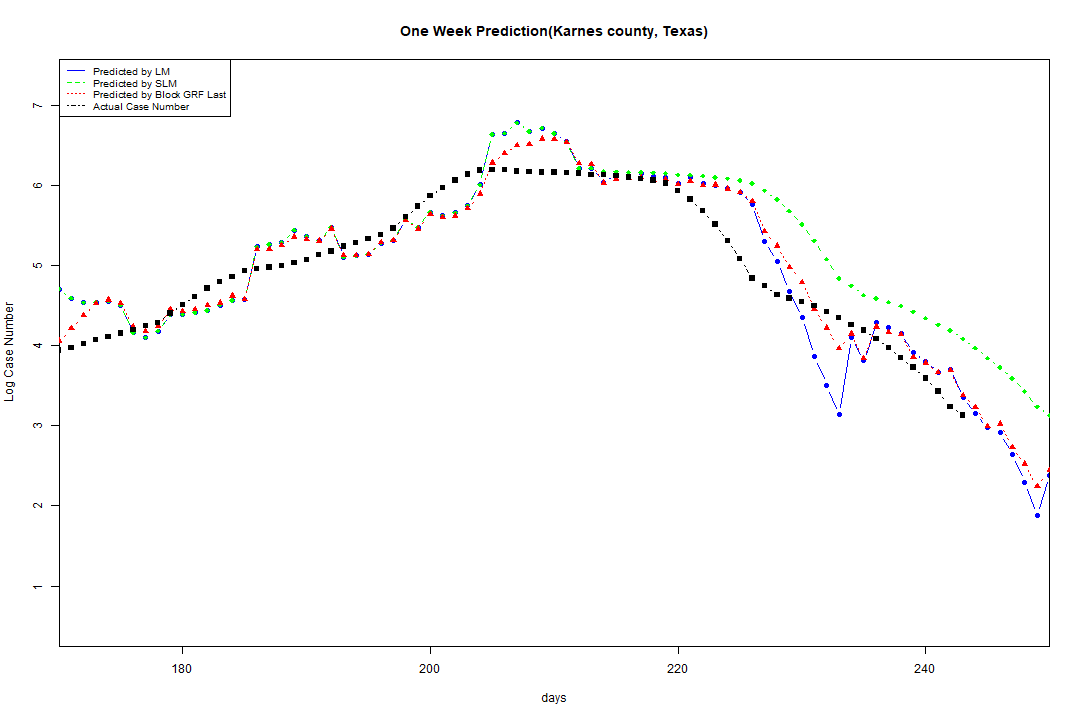 One Week Prediction(Karnes county, Texas)
Predicted by LM
Predicted by SLM
Predicted by Block GRF Last
Actual Case Number
Log Case Number
7
6
5
4
3
2
1
180 200 220 240
days